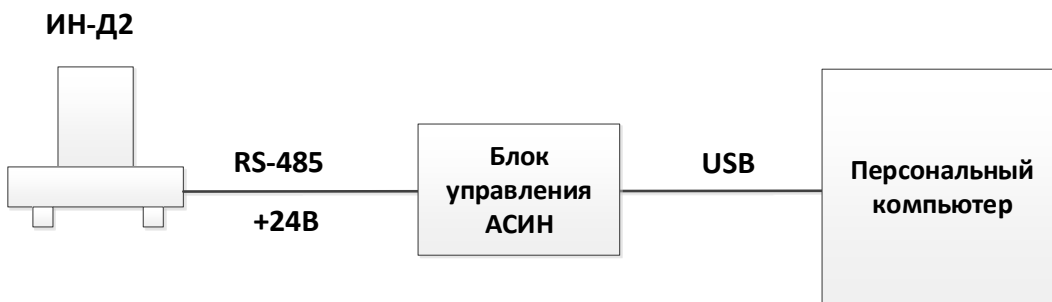 ИН-Д2
RS-485
+24В
Блок
управления
АСИН
USB
Персональный
компьютер